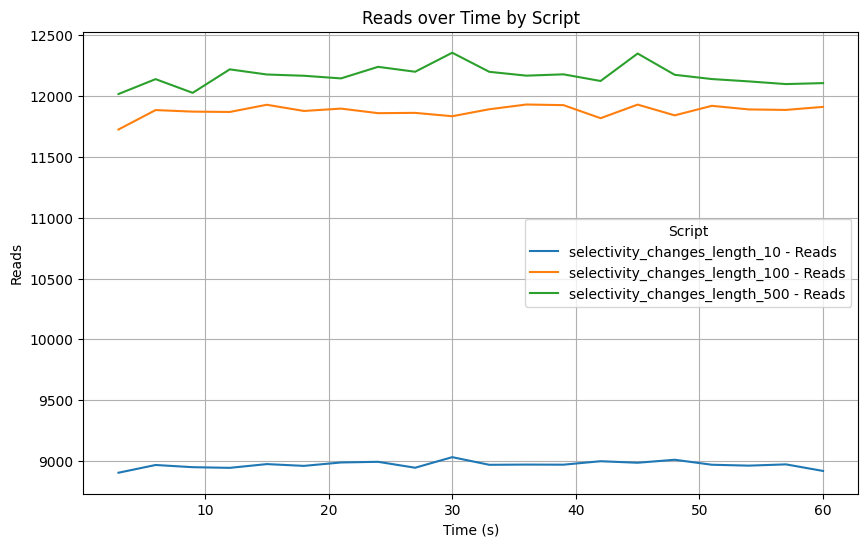 Reads over Time by Script
12500
12000
11500
11000
10500
10000
9500
9000
Reads
Script
selectivity_changes_length_10 - Reads
selectivity_changes_length_100 - Reads
selectivity_changes_length_500 - Reads
10
20
30
40
50
60
Time (s)